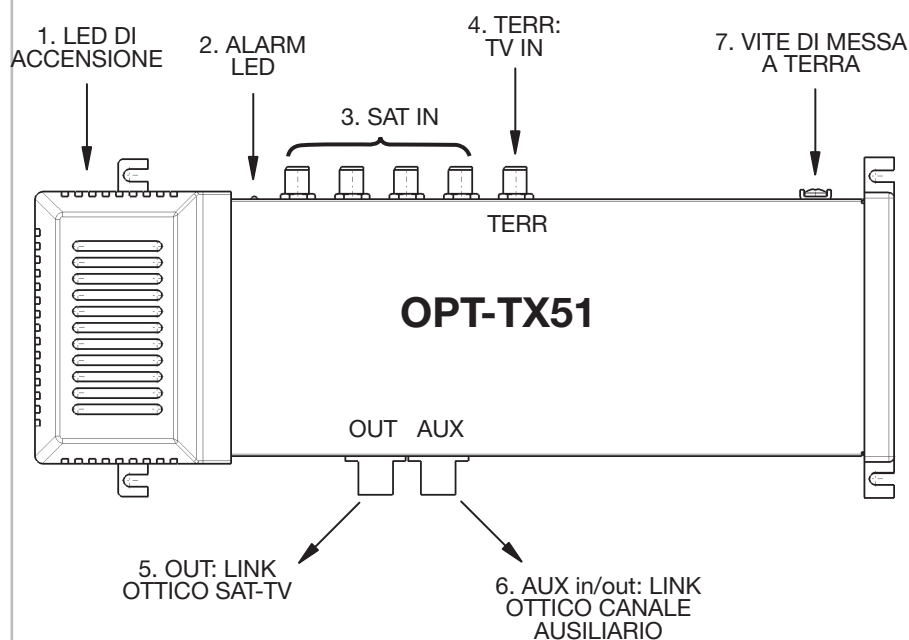 1. LED DI
ACCENSIONE
2. ALARM
LED
3. SAT IN
4. TERR:
TV IN
7. VITE DI MESSA
A TERRA
TERR
OPT-TX51
OUT AUX
5. OUT: LINK
OTTICO SAT-TV
6. AUX in/out: LINK
OTTICO CANALE
AUSILIARIO